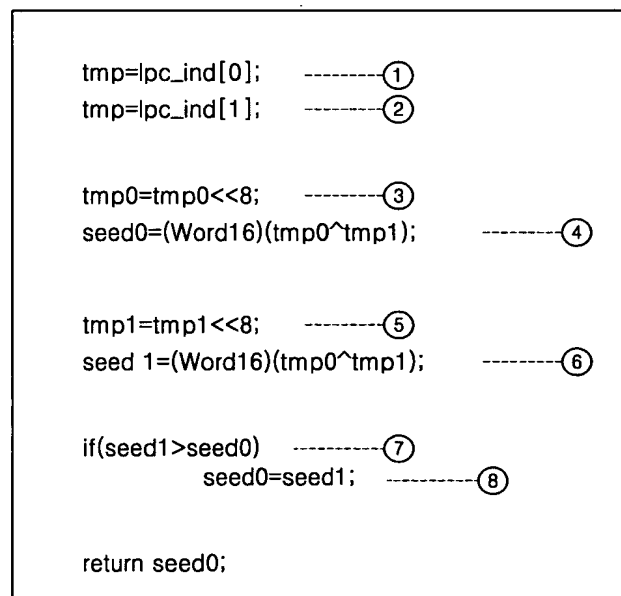 tmp=lpc_ind[0]; --------- ①
tmp=lpc_ind[1]; --------- ②
tmp0=tmp0<<8; --------- ③
seed0=(Word16)(tmp0^tmp1); --------- ④
tmp1=tmp1<<8; --------- ⑤
seed 1=(Word16)(tmp0^tmp1); --------- ⑥
if(seed1>seed0) --------- ⑦
seed0=seed1; --------- ⑧
return seed0;